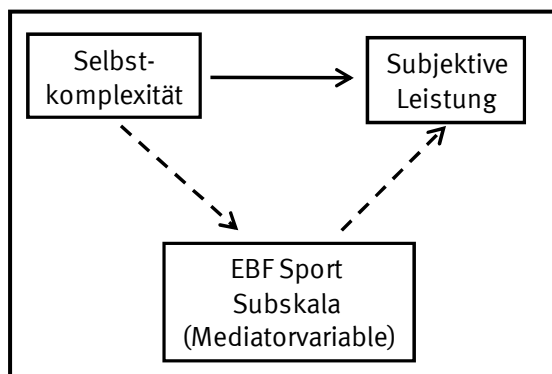 Selbst-
komplexität
Subjektive
Leistung
EBF Sport
Subskala
(Mediatorvariable)